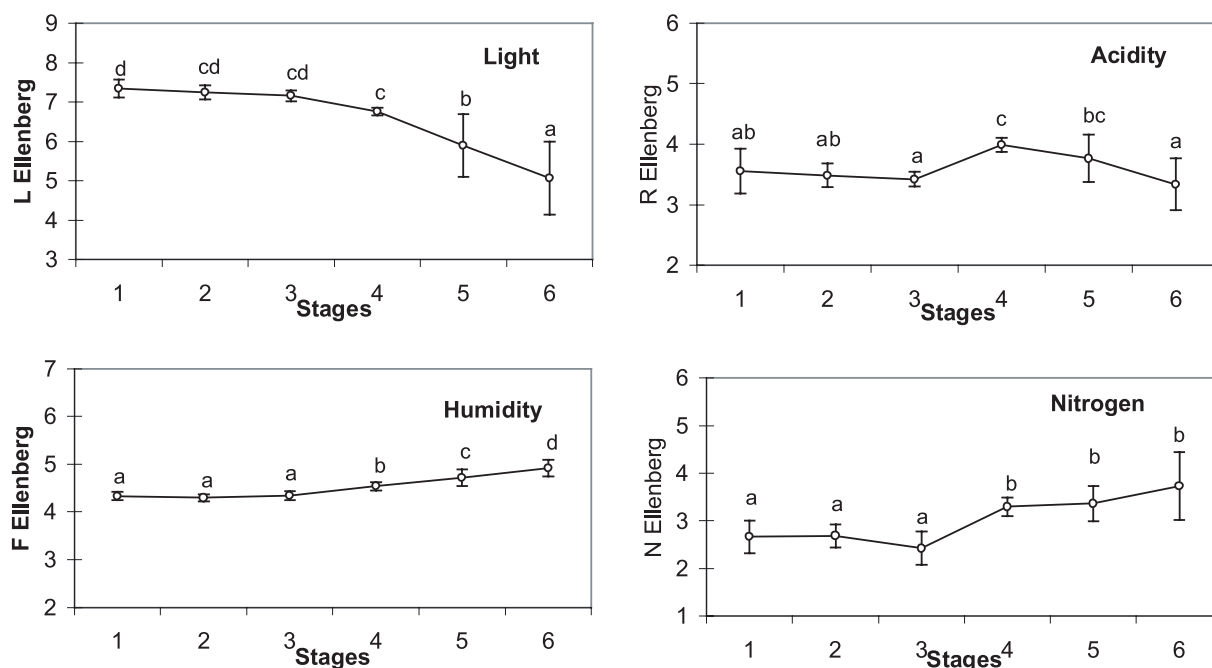 Light
L Ellenberg
9
8
7
6
5
4
3
d
cd
cd
c
b
a
1 2 3 4 5 6
Stages
Acidity
R Ellenberg
6
5
4
3
2
ab
ab
a
c
bc
a
1 2 3 4 5 6
Stages
Humidity
F Ellenberg
7
6
5
4
3
2
a
a
a
b
c
d
1 2 3 4 5 6
Stages
Nitrogen
N Ellenberg
6
5
4
3
2
1
a
a
a
b
b
b
1 2 3 4 5 6
Stages